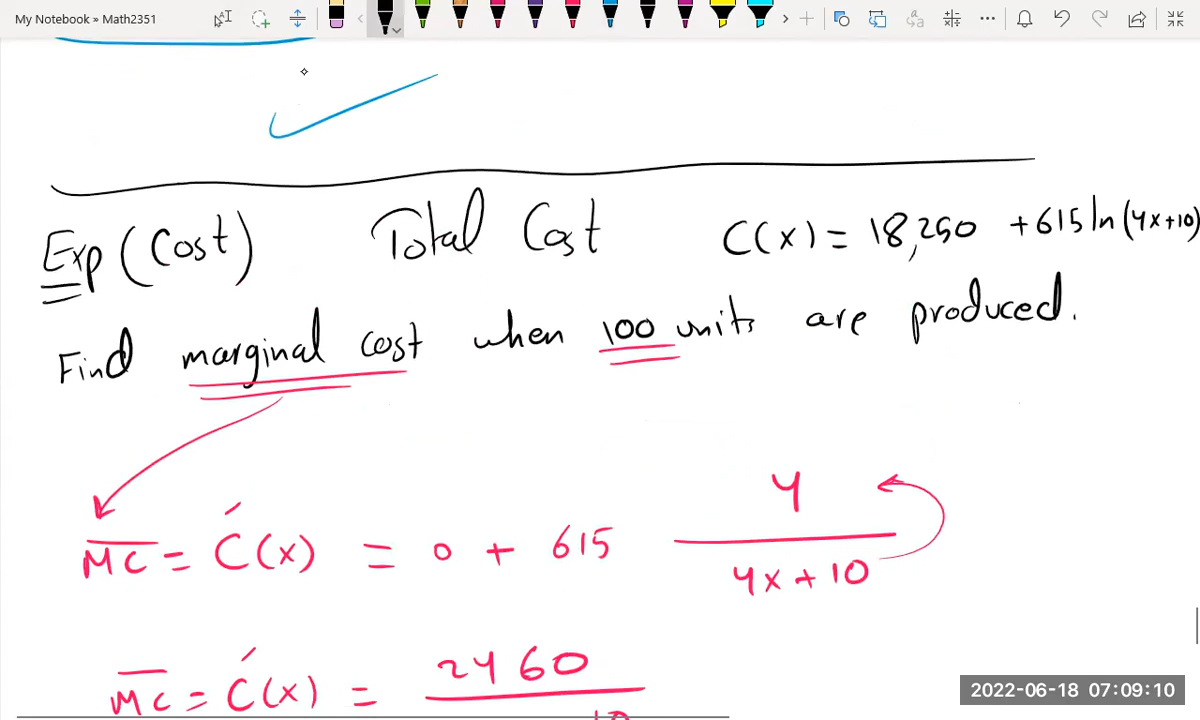 My Notebook » Math2351
Exp (Cost) Total Cost C(x) = 18,250 + 615 ln (4x+10)
Find marginal cost when 100 units are produced.
MC = C'(x) = 0 + 615 4 / 4x + 10
MC = C'(x) = 2460
2022-06-18 07:09:10